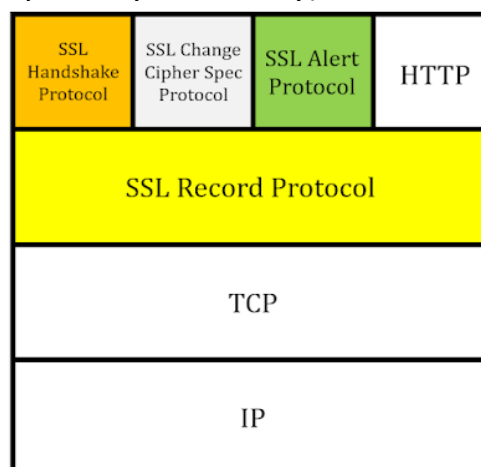 SSL
Handshake
Protocol
SSL Change
Cipher Spec
Protocol
SSL Alert
Protocol
HTTP
SSL Record Protocol
TCP
IP